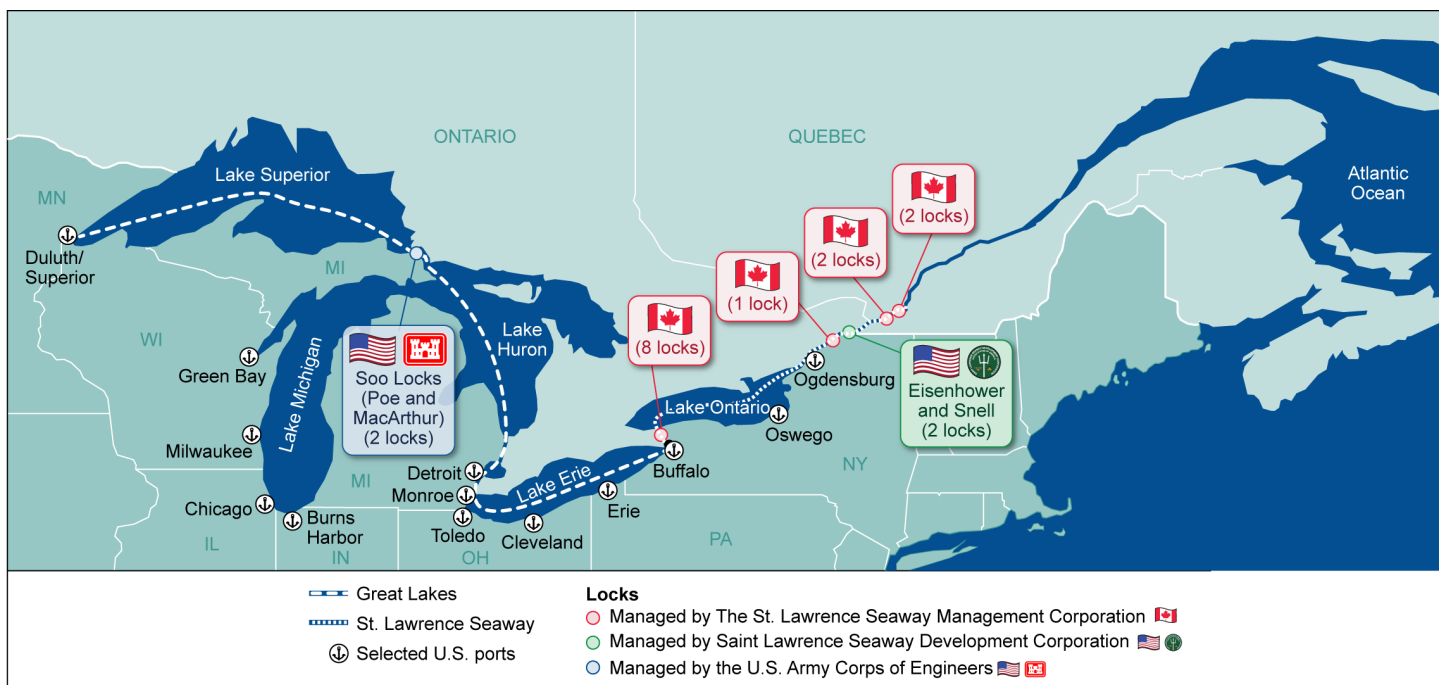 ONTARIO
QUEBEC
Lake Superior
Atlantic
Ocean
MN
(2 locks)
Duluth/
Superior
MI
(2 locks)
(1 lock)
WI
Lake
Huron
(8 locks)
Green Bay
Lake Michigan
Soo Locks
(Poe and
MacArthur)
(2 locks)
Ogdensburg
Eisenhower
and Snell
(2 locks)
Lake Ontario
Oswego
Milwaukee
Buffalo
NY
Detroit
MI
Lake Erie
Monroe
Chicago
Erie
Burns
Harbor
Toledo
Cleveland
PA
IL
IN
OH
Great Lakes
St. Lawrence Seaway
Selected U.S. ports
Locks
Managed by The St. Lawrence Seaway Management Corporation
Managed by Saint Lawrence Seaway Development Corporation
Managed by the U.S. Army Corps of Engineers